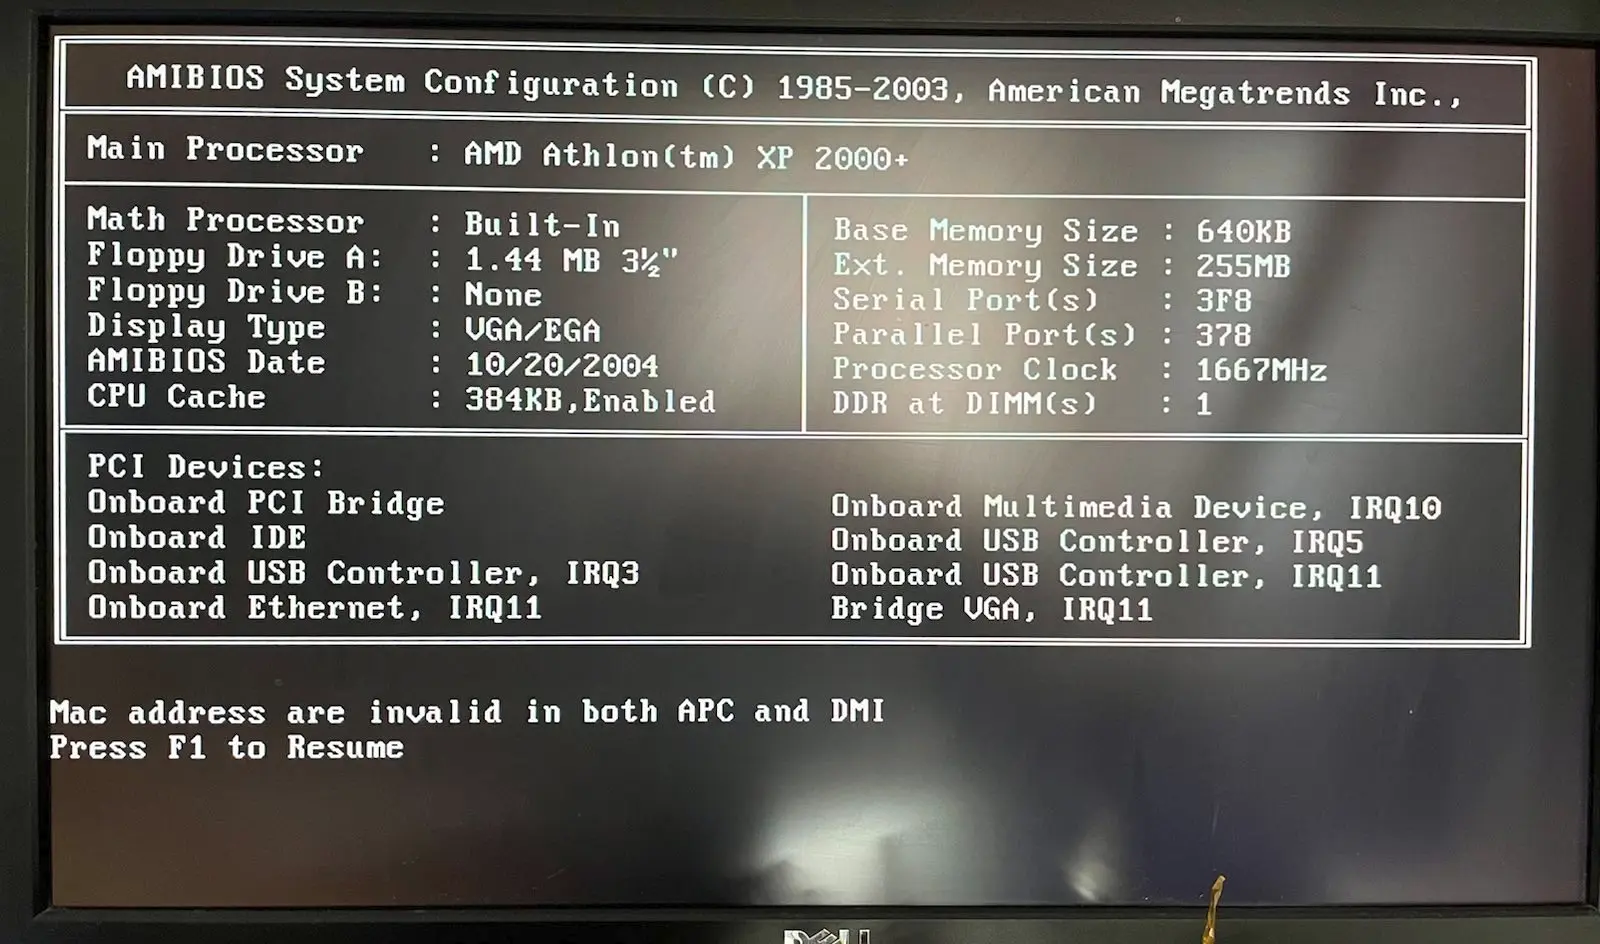 AMIBIOS System Configuration (C) 1985-2003, American Megatrends Inc.,
Main Processor : AMD Athlon(tm) XP 2000+
Math Processor : Built-In
Floppy Drive A: : 1.44 MB 3½"
Floppy Drive B: : None
Display Type : VGA/EGA
AMIBIOS Date : 10/20/2004
CPU Cache : 384KB,Enabled
Base Memory Size : 640KB
Ext. Memory Size : 255MB
Serial Port(s) : 3F8
Parallel Port(s) : 378
Processor Clock : 1667MHz
DDR at DIMM(s) : 1
PCI Devices:
Onboard PCI Bridge
Onboard IDE
Onboard USB Controller, IRQ3
Onboard Ethernet, IRQ11
Onboard Multimedia Device, IRQ10
Onboard USB Controller, IRQ5
Onboard USB Controller, IRQ11
Bridge VGA, IRQ11
Mac address are invalid in both APC and DMI
Press F1 to Resume
DELL